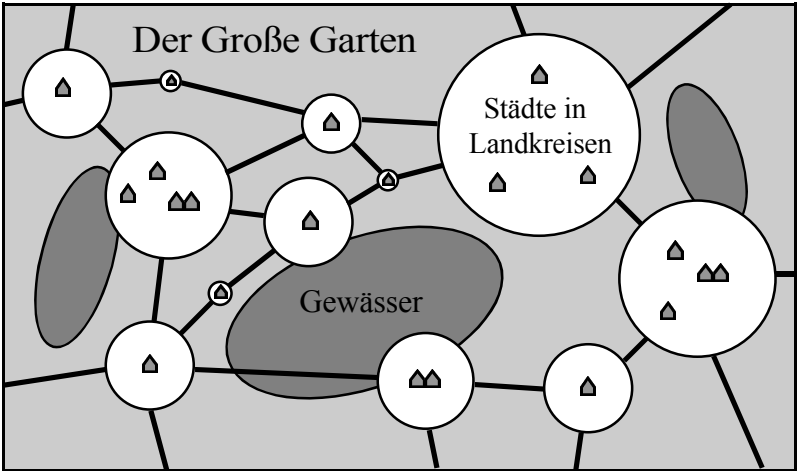 Der Große Garten
Städte in
Landkreisen
Gewässer